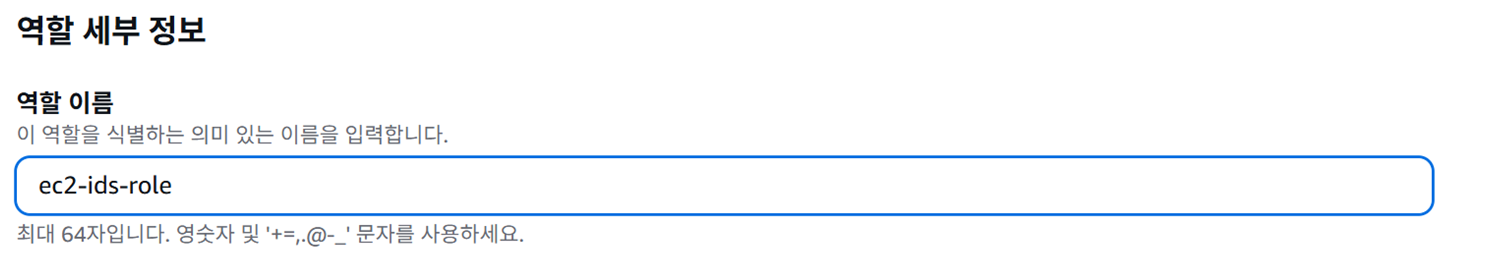 역할 세부 정보
역할 이름
이 역할을 식별하는 의미 있는 이름을 입력합니다.
ec2-ids-role
최대 64자입니다. 영숫자 및 '+=,.@-_' 문자를 사용하세요.